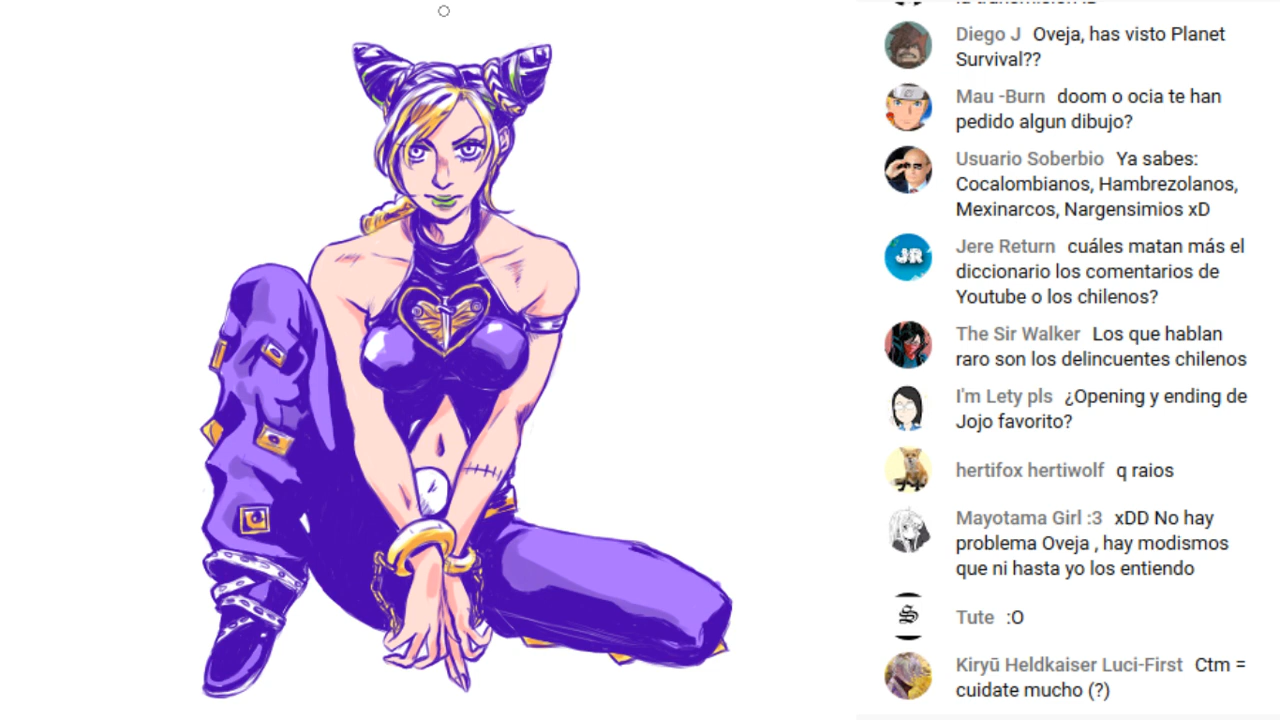 Diego J Oveja, has visto Planet
Survival??
Mau -Burn doom o ocia te han
pedido algun dibujo?
Usuario Soberbio Ya sabes:
Cocalombianos, Hambrezolanos,
Mexinarcos, Nargensimios xD
JR
Jere Return cuáles matan más el
diccionario los comentarios de
Youtube o los chilenos?
The Sir Walker Los que hablan
raro son los delincuentes chilenos
I'm Lety pls ¿Opening y ending de
Jojo favorito?
hertifox hertiwolf q raios
Mayotama Girl :3 xDD No hay
problema Oveja , hay modismos
que ni hasta yo los entiendo
Tute :O
Kiryū Heldkaiser Luci-First Ctm =
cuidate mucho (?)